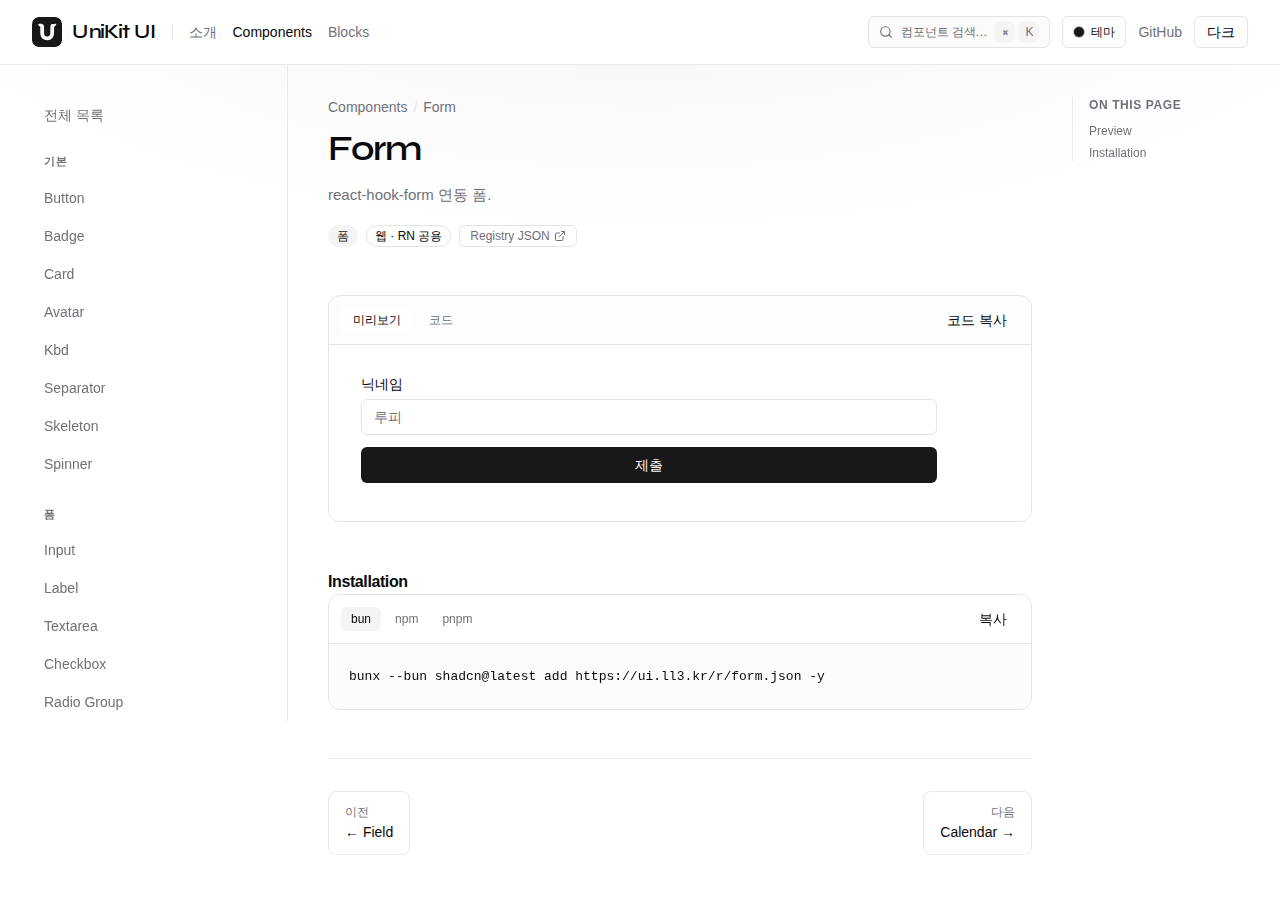 UniKit UI
소개
Components
Blocks
컴포넌트 검색…
⌘
K
테마
GitHub
다크
전체 목록
기본
Button
Badge
Card
Avatar
Kbd
Separator
Skeleton
Spinner
폼
Input
Label
Textarea
Checkbox
Radio Group
Components / Form
Form
react-hook-form 연동 폼.
폼
웹 · RN 공용
Registry JSON
미리보기
코드
코드 복사
닉네임
루피
제출
Installation
bun
npm
pnpm
복사
bunx --bun shadcn@latest add https://ui.ll3.kr/r/form.json -y
이전
← Field
다음
Calendar →
ON THIS PAGE
Preview
Installation